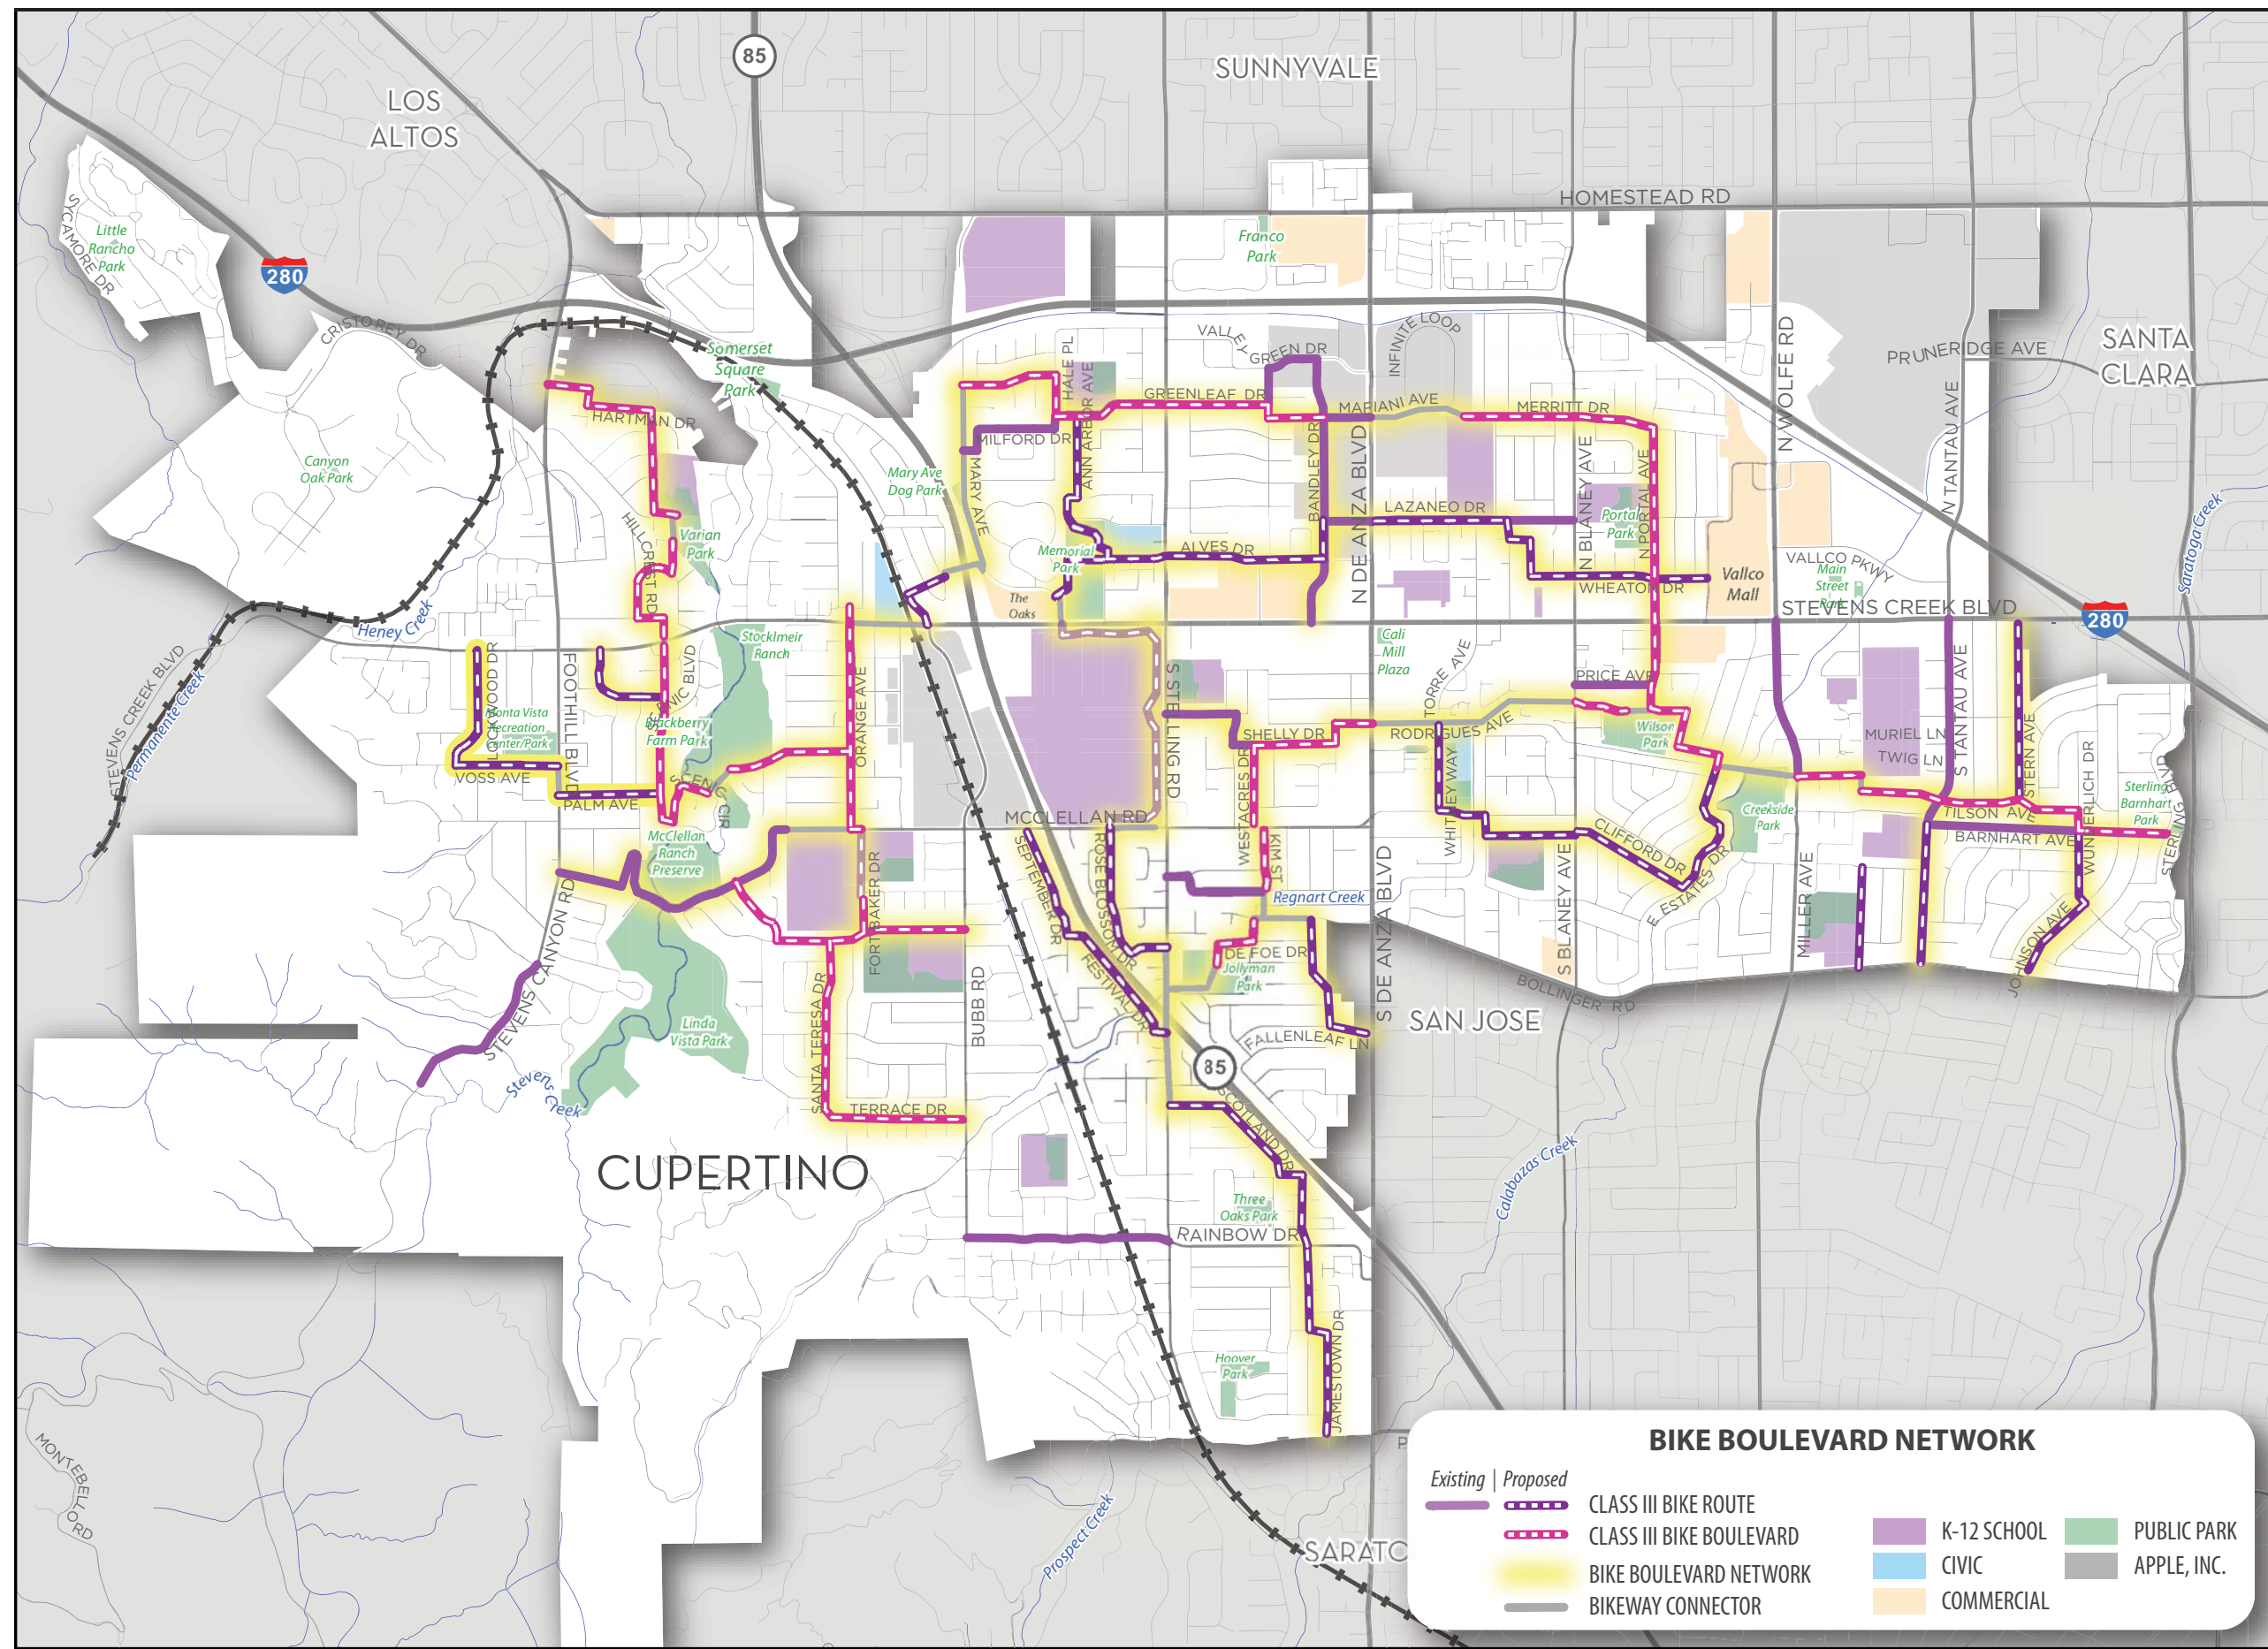 85
SUNNYVALE
LOS
ALTOS
HOMESTEAD RD
SYCAMORE DR
Little
Rancho
Park
Franco
Park
280
CRISTO REY DR
Somerset
Square
Park
VALLEY
GREEN DR
INFINITE LOOP
N WOLFE RD
PRUNERIDGE AVE
SANTA
CLARA
HALE PL
ANN ARBOR AVE
GREENLEAF DR
MARIANI AVE
MERRITT DR
N TANTAU AVE
HARTMAN DR
MILFORD DR
MARY AVE
BANDLEY DR
N DE ANZA BLVD
N BLANEY AVE
N PORTAL AVE
Canyon
Oak Park
Mary Ave
Dog Park
LAZANEO DR
Portal
Park
Saratoga Creek
HILLCREST RD
Varian
Park
Memorial
Park
ALVES DR
WHEATON DR
Vallco
Mall
VALLCO PKWY
Main
Street
Park
The
Oaks
STEVENS CREEK BLVD
280
Heney Creek
STEVENS CREEK BLVD
Permanente Creek
Stocklmeir
Ranch
Cali
Mill
Plaza
LOCKWOOD DR
FOOTHILL BLVD
SCENIC BLVD
ORANGE AVE
S STELLING RD
TORRE AVE
PRICE AVE
S TANTAU AVE
STERN AVE
Monta Vista
Recreation
Center/Park
Blackberry
Farm Park
SHELLY DR
RODRIGUES AVE
Wilson
Park
MURIEL LN
TWIG LN
WUNDERLICH DR
VOSS AVE
PALM AVE
SCENIC CIR
WESTACRES DR
WHITNEY WAY
Creekside
Park
Sterling
Barnhart
Park
STERLING BLVD
MCCLELLAN RD
TILSON AVE
BARNHART AVE
McClellan
Ranch
Preserve
FORT BAKER DR
SEPTEMBER DR
ROSE BLOSSOM DR
KIM ST
CLIFFORD DR
E. ESTATES DR
MILLER AVE
Regnart Creek
STEVENS CANYON RD
FESTIVAL DR
DE FOE DR
Jollyman
Park
S DE ANZA BLVD
S BLANEY AVE
JOHNSON AVE
BOLLINGER RD
SAN JOSE
Linda
Vista Park
SANTA TERESA DR
BUBB RD
FALLENLEAF LN
85
Stevens
Creek
TERRACE DR
SCOTLAND DR
CUPERTINO
Calabazas Creek
Three
Oaks Park
RAINBOW DR
Hoover
Park
JAMESTOWN DR
MONTEBELLO RD
Prospect Creek
SARATO
P
BIKE BOULEVARD NETWORK
Existing | Proposed
CLASS III BIKE ROUTE
CLASS III BIKE BOULEVARD
BIKE BOULEVARD NETWORK
BIKEWAY CONNECTOR
K-12 SCHOOL
CIVIC
COMMERCIAL
PUBLIC PARK
APPLE, INC.